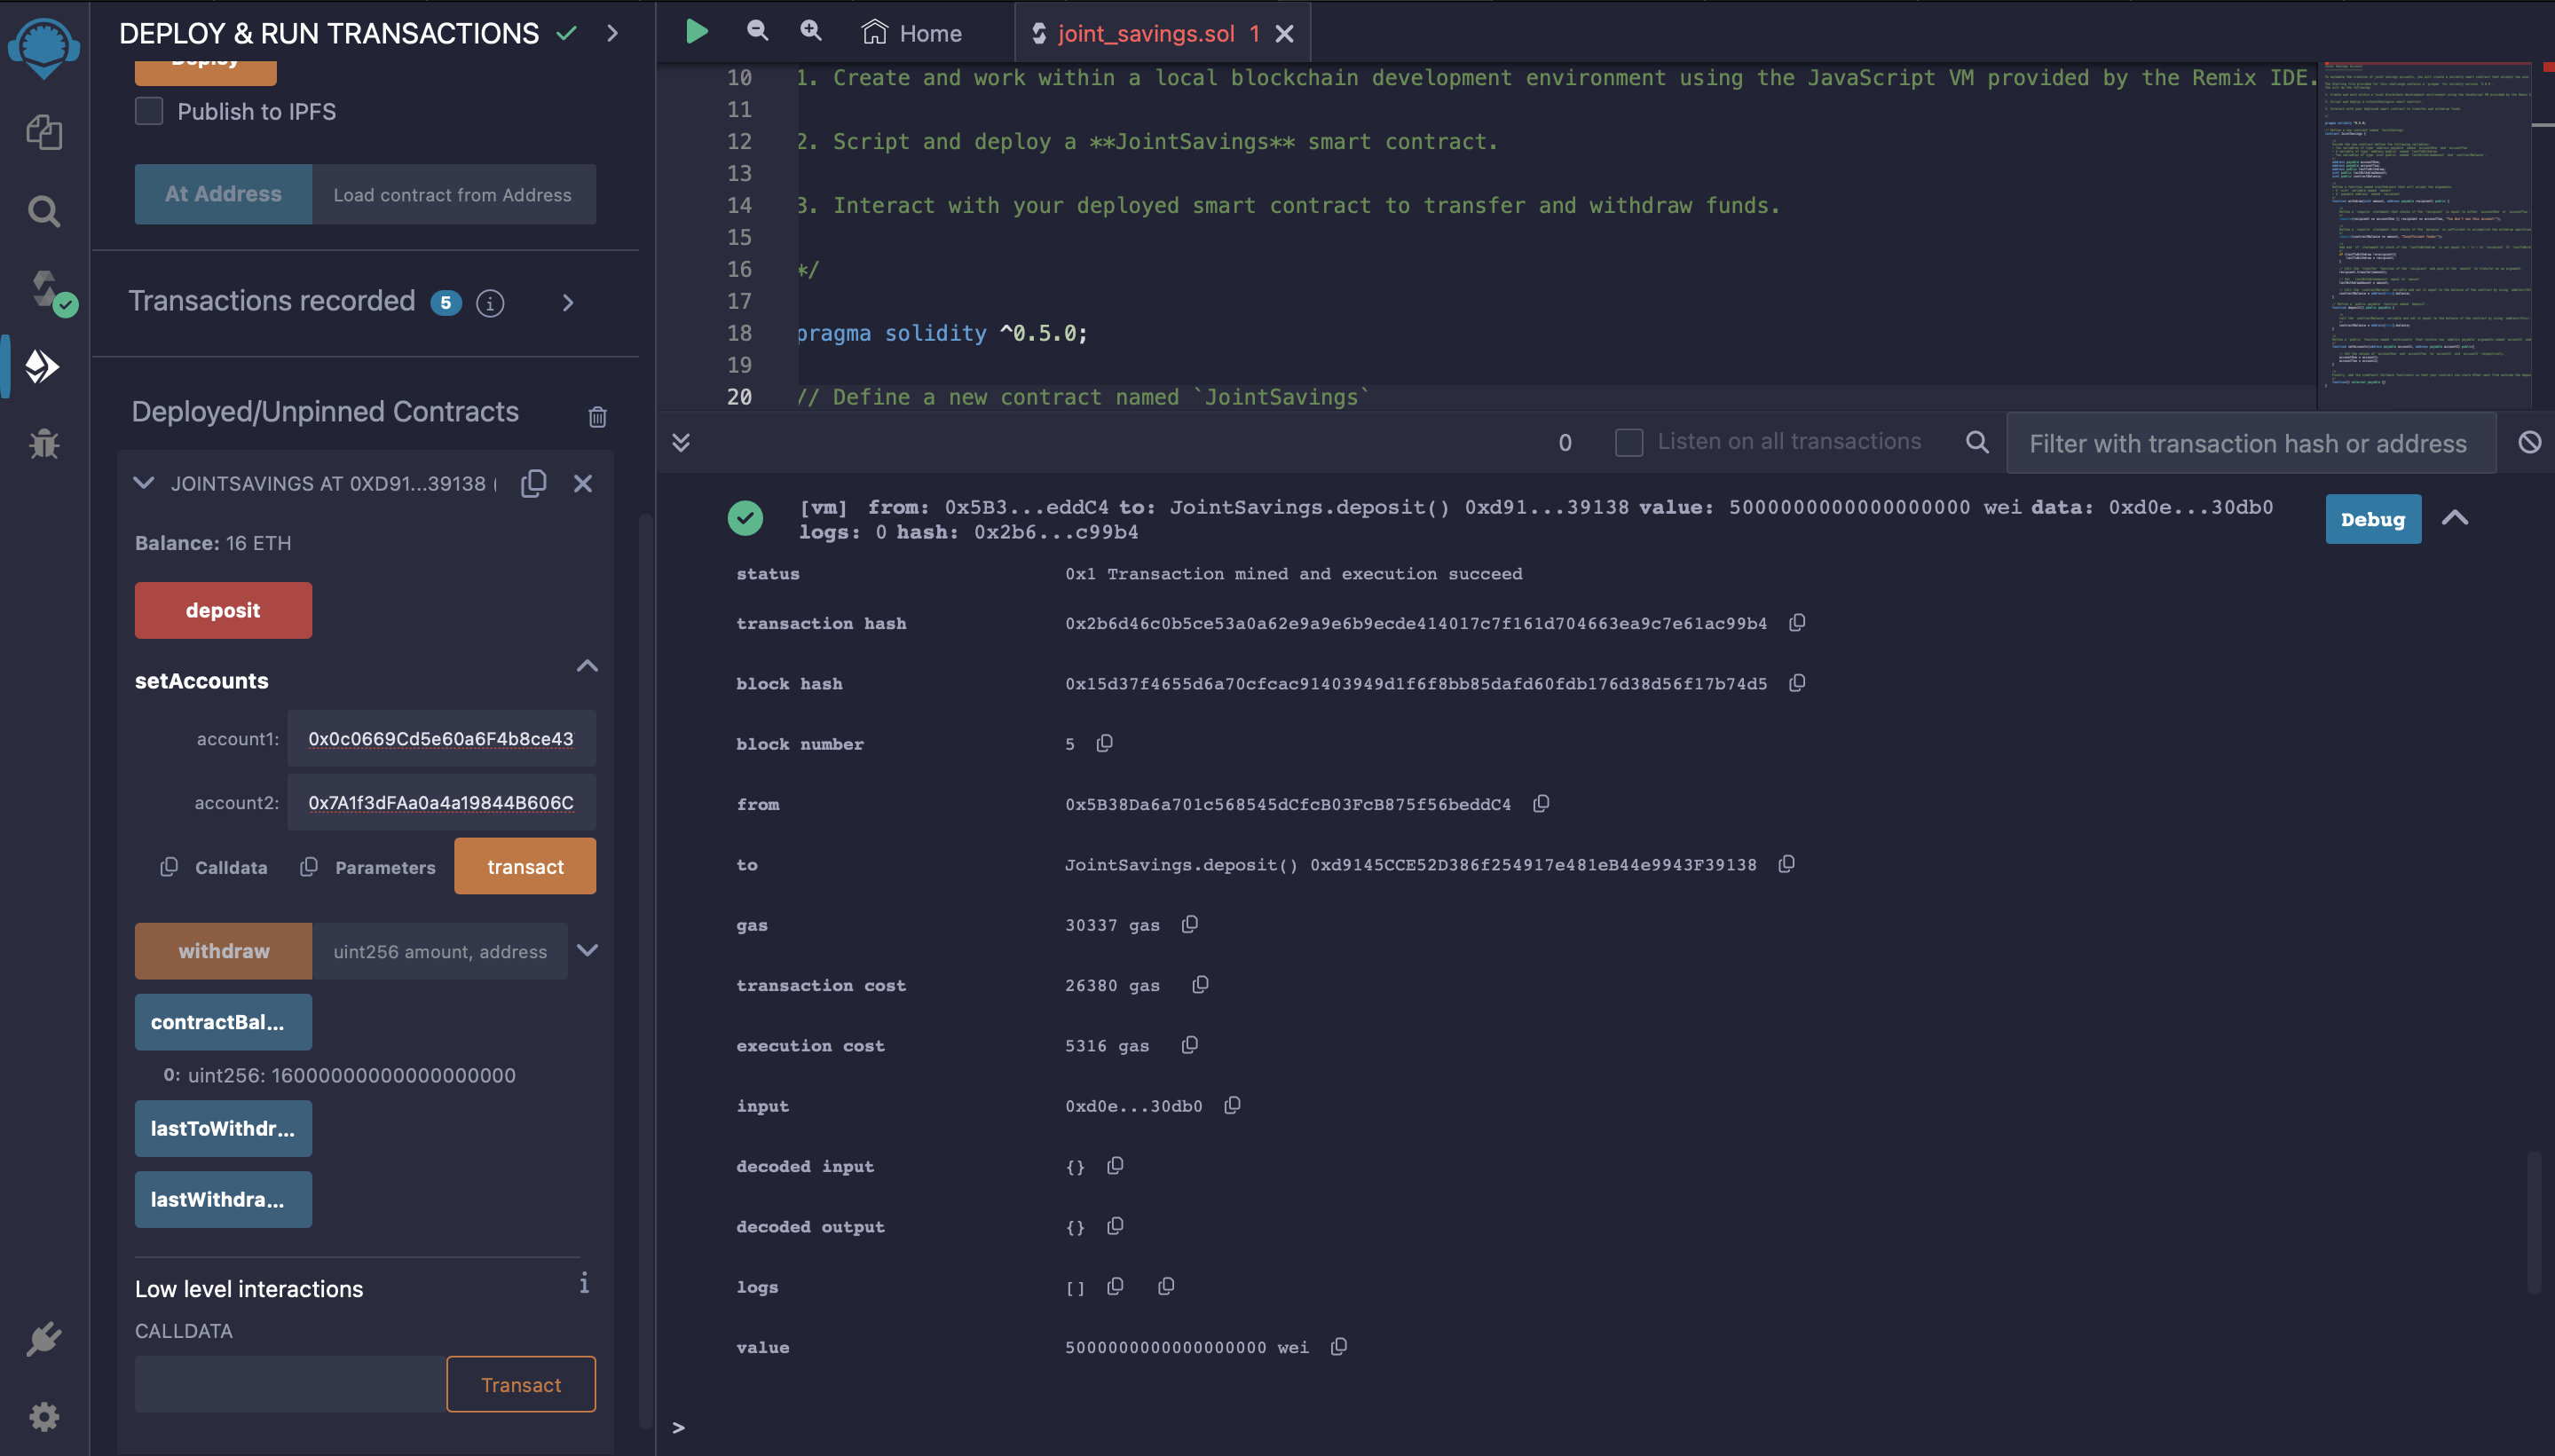 DEPLOY & RUN TRANSACTIONS
Deploy
Publish to IPFS
At Address
Load contract from Address
Transactions recorded 5 i
Deployed/Unpinned Contracts
JOINTSAVINGS AT 0XD91...39138 (
Balance: 16 ETH
deposit
setAccounts
account1: 0x0c0669Cd5e60a6F4b8ce43
account2: 0x7A1f3dFAa0a4a19844B606C
Calldata Parameters transact
withdraw uint256 amount, address
contractBal...
0: uint256: 16000000000000000000
lastToWithdr...
lastWithdra...
Low level interactions i
CALLDATA
Transact
Home
joint_savings.sol 1
10 1. Create and work within a local blockchain development environment using the JavaScript VM provided by the Remix IDE.
11
12 2. Script and deploy a **JointSavings** smart contract.
13
14 3. Interact with your deployed smart contract to transfer and withdraw funds.
15
16 */
17
18 pragma solidity ^0.5.0;
19
20 // Define a new contract named `JointSavings`
0 Listen on all transactions Filter with transaction hash or address
[vm] from: 0x5B3...eddC4 to: JointSavings.deposit() 0xd91...39138 value: 5000000000000000000 wei data: 0xd0e...30db0
logs: 0 hash: 0x2b6...c99b4
Debug
status 0x1 Transaction mined and execution succeed
transaction hash 0x2b6d46c0b5ce53a0a62e9a9e6b9ecde414017c7f161d704663ea9c7e61ac99b4
block hash 0x15d37f4655d6a70cfcac91403949d1f6f8bb85dafd60fdb176d38d56f17b74d5
block number 5
from 0x5B38Da6a701c568545dCfcB03FcB875f56beddC4
to JointSavings.deposit() 0xd9145CCE52D386f254917e481eB44e9943F39138
gas 30337 gas
transaction cost 26380 gas
execution cost 5316 gas
input 0xd0e...30db0
decoded input {}
decoded output {}
logs []
value 5000000000000000000 wei
>